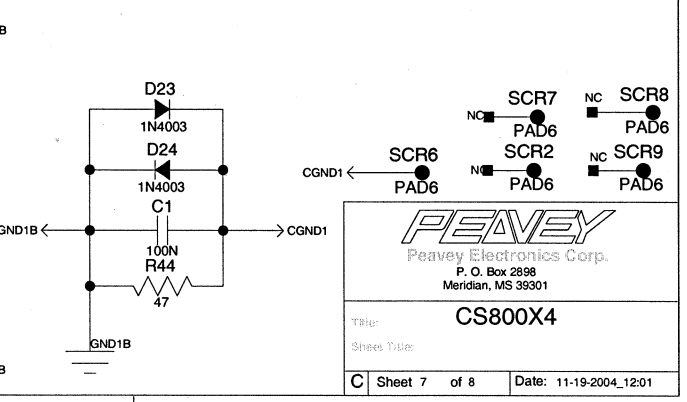 B
D23
1N4003
D24
1N4003
C1
100N
R44
47
GND1B
CGND1
GND1B
B
SCR7
NC
PAD6
SCR8
NC
PAD6
SCR6
CGND1
PAD6
SCR2
NC
PAD6
SCR9
NC
PAD6
PEAVEY
Peavey Electronics Corp.
P. O. Box 2898
Meridian, MS 39301
Title:
CS800X4
Sheet Title:
C Sheet 7 of 8 Date: 11-19-2004_12:01